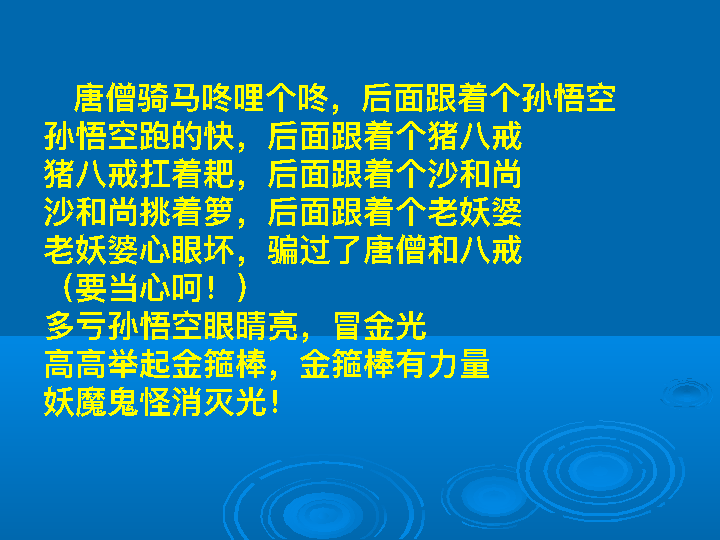 唐僧骑马咚哩个咚，后面跟着个孙悟空
孙悟空跑的快，后面跟着个猪八戒
猪八戒扛着耙，后面跟着个沙和尚
沙和尚挑着箩，后面跟着个老妖婆
老妖婆心眼坏，骗过了唐僧和八戒
（要当心呵！）
多亏孙悟空眼睛亮，冒金光
高高举起金箍棒，金箍棒有力量
妖魔鬼怪消灭光！